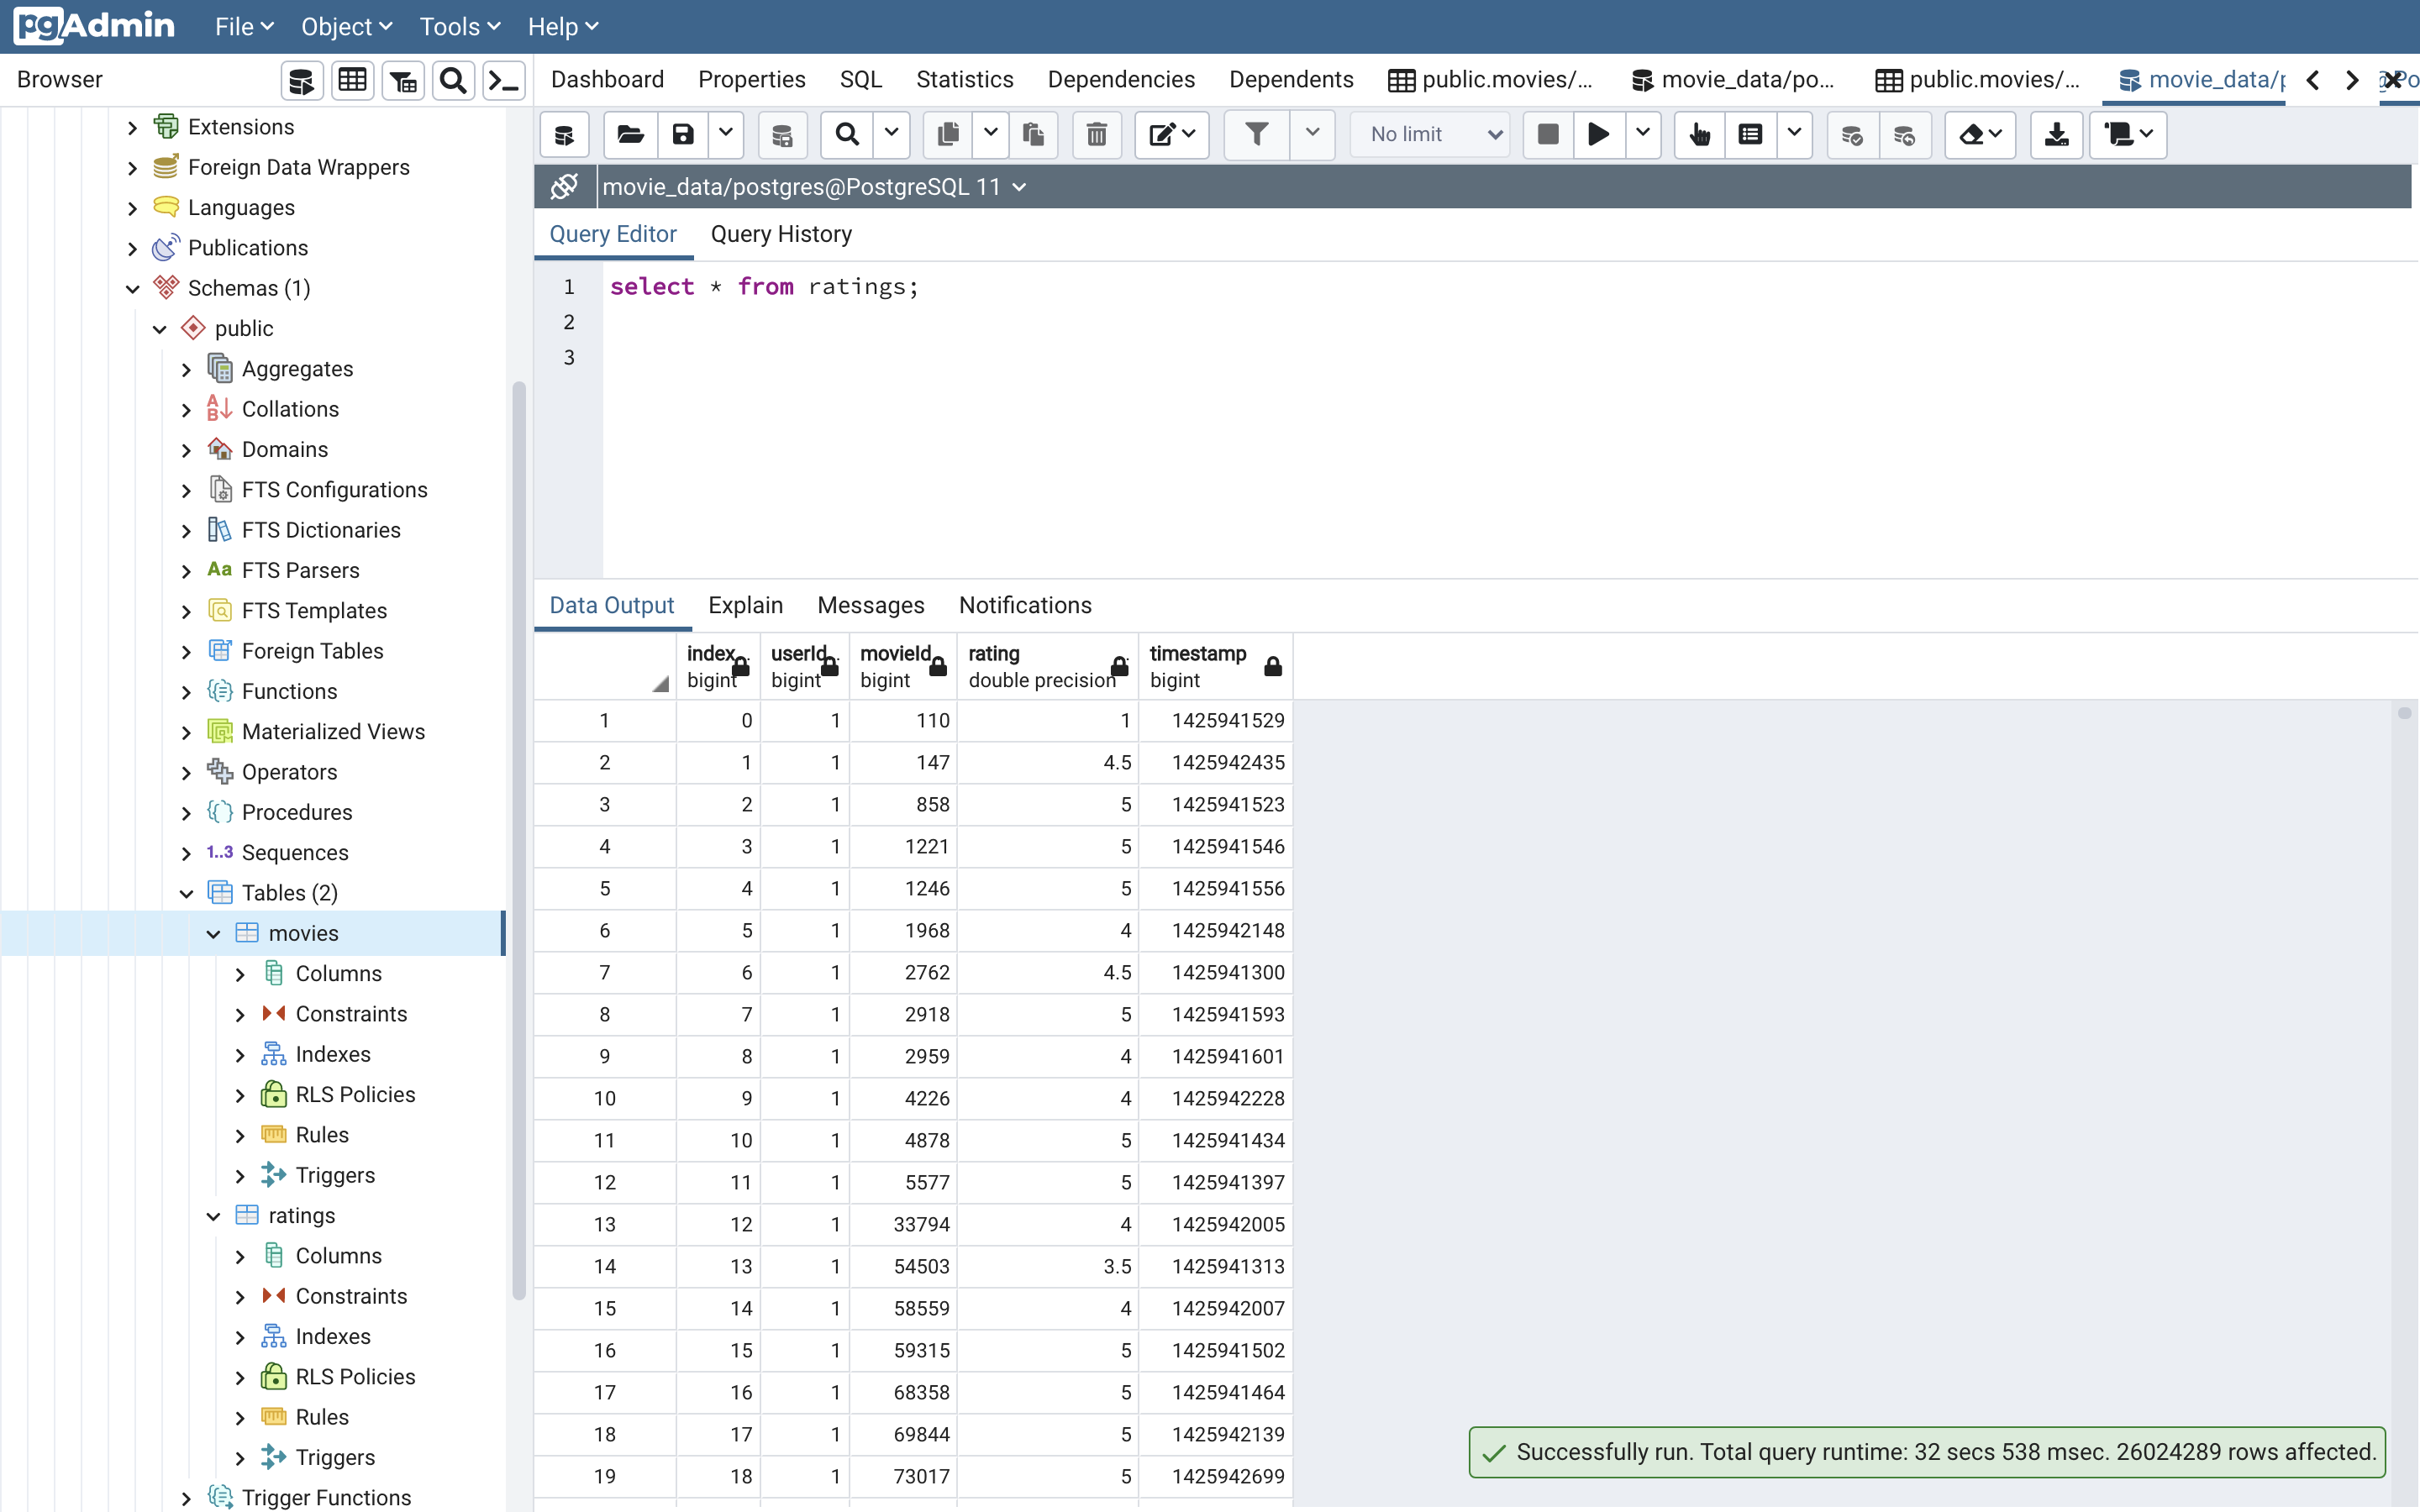 pgAdmin File Object Tools Help
Browser
Dashboard Properties SQL Statistics Dependencies Dependents public.movies/... movie_data/po... public.movies/... movie_data/p
No limit
movie_data/postgres@PostgreSQL 11
Query Editor Query History
1 select * from ratings;
2
3
Extensions
Foreign Data Wrappers
Languages
Publications
Schemas (1)
public
Aggregates
Collations
Domains
FTS Configurations
FTS Dictionaries
Aa FTS Parsers
FTS Templates
Foreign Tables
Functions
Materialized Views
Operators
Procedures
1..3 Sequences
Tables (2)
movies
Columns
Constraints
Indexes
RLS Policies
Rules
Triggers
ratings
Columns
Constraints
Indexes
RLS Policies
Rules
Triggers
Trigger Functions
Data Output Explain Messages Notifications
index userId movieId rating timestamp
bigint bigint bigint double precision bigint
1 0 1 110 1 1425941529
2 1 1 147 4.5 1425942435
3 2 1 858 5 1425941523
4 3 1 1221 5 1425941546
5 4 1 1246 5 1425941556
6 5 1 1968 4 1425942148
7 6 1 2762 4.5 1425941300
8 7 1 2918 5 1425941593
9 8 1 2959 4 1425941601
10 9 1 4226 4 1425942228
11 10 1 4878 5 1425941434
12 11 1 5577 5 1425941397
13 12 1 33794 4 1425942005
14 13 1 54503 3.5 1425941313
15 14 1 58559 4 1425942007
16 15 1 59315 5 1425941502
17 16 1 68358 5 1425941464
18 17 1 69844 5 1425942139
19 18 1 73017 5 1425942699
Successfully run. Total query runtime: 32 secs 538 msec. 26024289 rows affected.